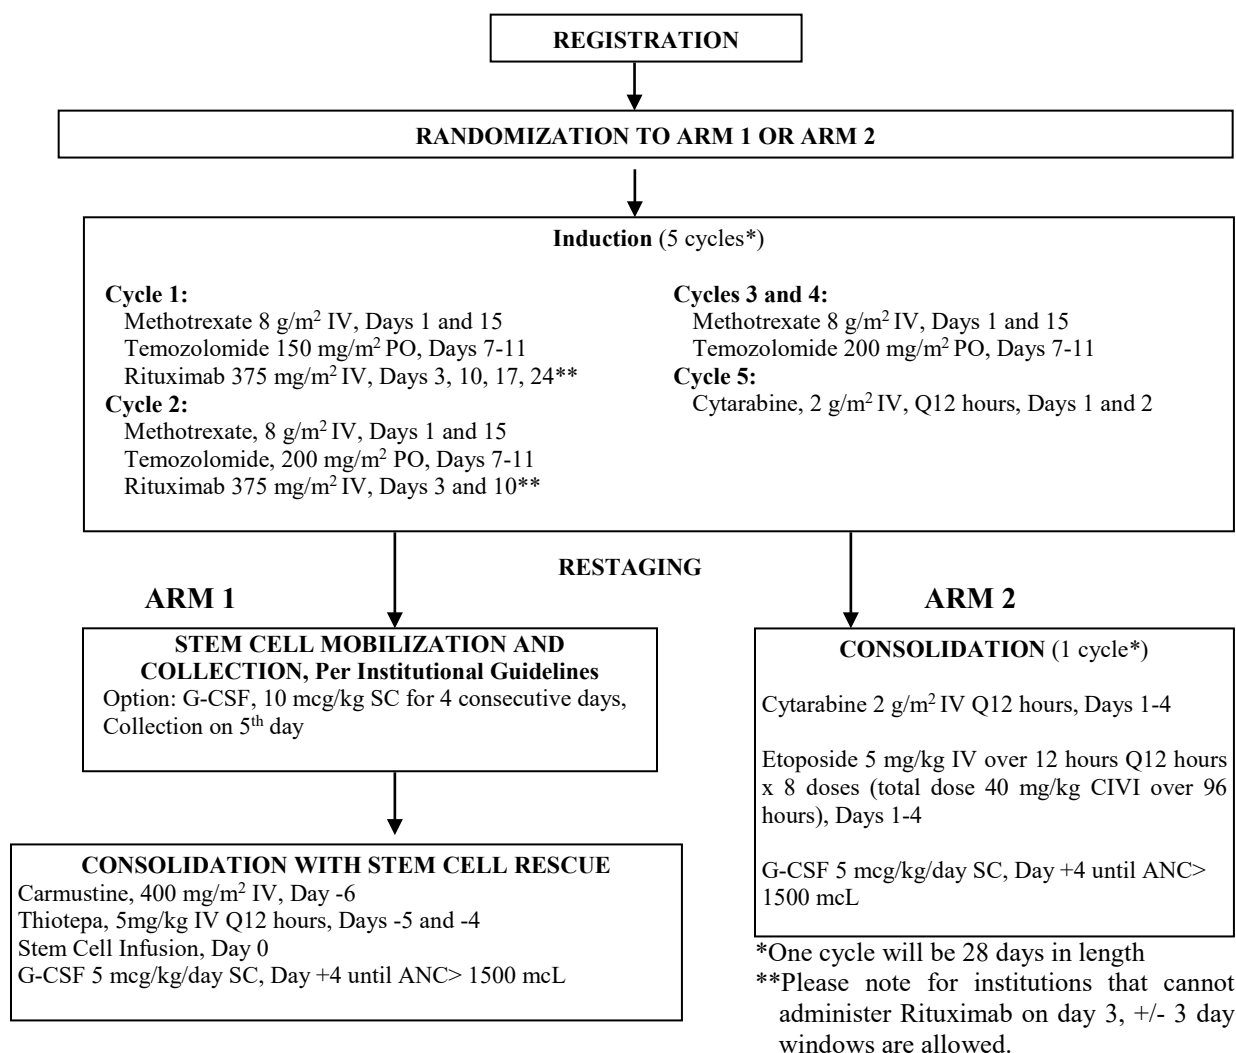 REGISTRATION
RANDOMIZATION TO ARM 1 OR ARM 2
Induction (5 cycles*)
Cycle 1:
Methotrexate 8 g/m² IV, Days 1 and 15
Temozolomide 150 mg/m² PO, Days 7-11
Rituximab 375 mg/m² IV, Days 3, 10, 17, 24**
Cycle 2:
Methotrexate, 8 g/m² IV, Days 1 and 15
Temozolomide, 200 mg/m² PO, Days 7-11
Rituximab 375 mg/m² IV, Days 3 and 10**
Cycles 3 and 4:
Methotrexate 8 g/m² IV, Days 1 and 15
Temozolomide 200 mg/m² PO, Days 7-11
Cycle 5:
Cytarabine, 2 g/m² IV, Q12 hours, Days 1 and 2
RESTAGING
ARM 1
STEM CELL MOBILIZATION AND
COLLECTION, Per Institutional Guidelines
Option: G-CSF, 10 mcg/kg SC for 4 consecutive days,
Collection on 5th day
CONSOLIDATION WITH STEM CELL RESCUE
Carmustine, 400 mg/m² IV, Day -6
Thiotepa, 5mg/kg IV Q12 hours, Days -5 and -4
Stem Cell Infusion, Day 0
G-CSF 5 mcg/kg/day SC, Day +4 until ANC> 1500 mcL
ARM 2
CONSOLIDATION (1 cycle*)
Cytarabine 2 g/m² IV Q12 hours, Days 1-4
Etoposide 5 mg/kg IV over 12 hours Q12 hours
x 8 doses (total dose 40 mg/kg CIVI over 96
hours), Days 1-4
G-CSF 5 mcg/kg/day SC, Day +4 until ANC>
1500 mcL
*One cycle will be 28 days in length
**Please note for institutions that cannot
administer Rituximab on day 3, +/- 3 day
windows are allowed.